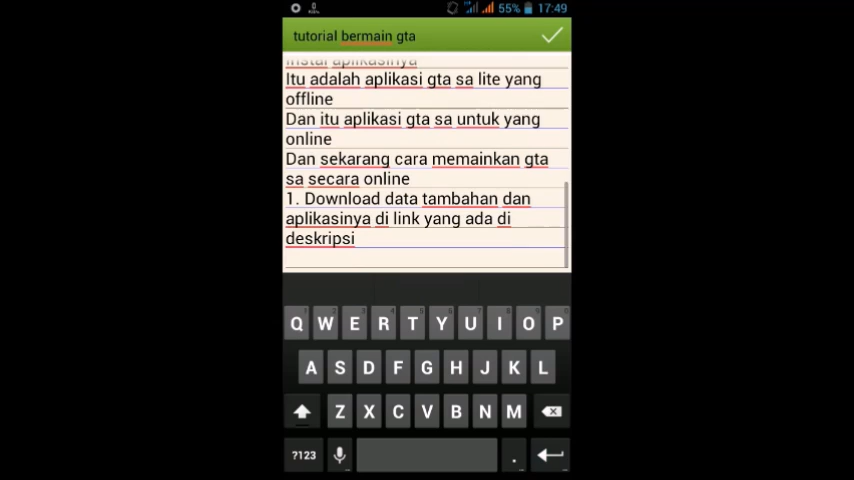 55% 17:49
tutorial bermain gta
instal aplikasinya
Itu adalah aplikasi gta sa lite yang
offline
Dan itu aplikasi gta sa untuk yang
online
Dan sekarang cara memainkan gta
sa secara online
1. Download data tambahan dan
aplikasinya di link yang ada di
deskripsi
Q W E R T Y U I O P
A S D F G H J K L
Z X C V B N M
?123 .